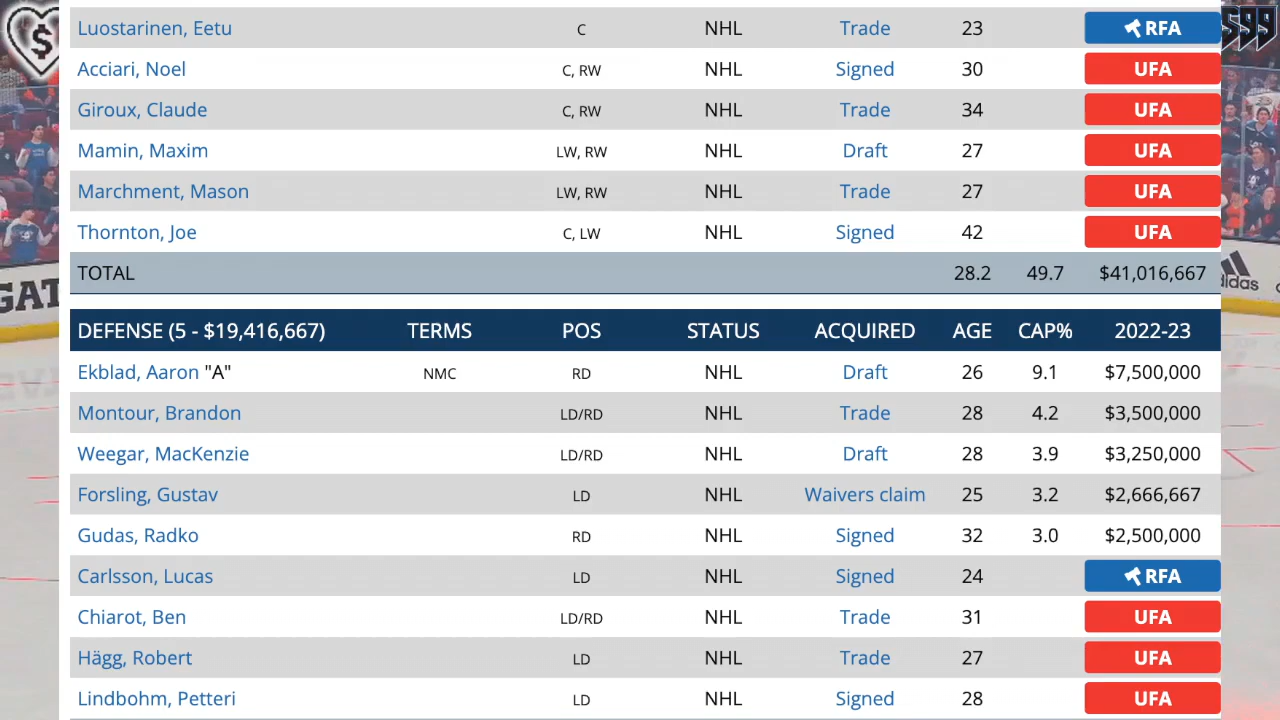 Luostarinen, Eetu C NHL Trade 23 RFA
Acciari, Noel C, RW NHL Signed 30 UFA
Giroux, Claude C, RW NHL Trade 34 UFA
Mamin, Maxim LW, RW NHL Draft 27 UFA
Marchment, Mason LW, RW NHL Trade 27 UFA
Thornton, Joe C, LW NHL Signed 42 UFA
TOTAL 28.2 49.7 $41,016,667
DEFENSE (5 - $19,416,667) TERMS POS STATUS ACQUIRED AGE CAP% 2022-23
Ekblad, Aaron "A" NMC RD NHL Draft 26 9.1 $7,500,000
Montour, Brandon LD/RD NHL Trade 28 4.2 $3,500,000
Weegar, MacKenzie LD/RD NHL Draft 28 3.9 $3,250,000
Forsling, Gustav LD NHL Waivers claim 25 3.2 $2,666,667
Gudas, Radko RD NHL Signed 32 3.0 $2,500,000
Carlsson, Lucas LD NHL Signed 24 RFA
Chiarot, Ben LD/RD NHL Trade 31 UFA
Hägg, Robert LD NHL Trade 27 UFA
Lindbohm, Petteri LD NHL Signed 28 UFA
$
S99
GAT
didas